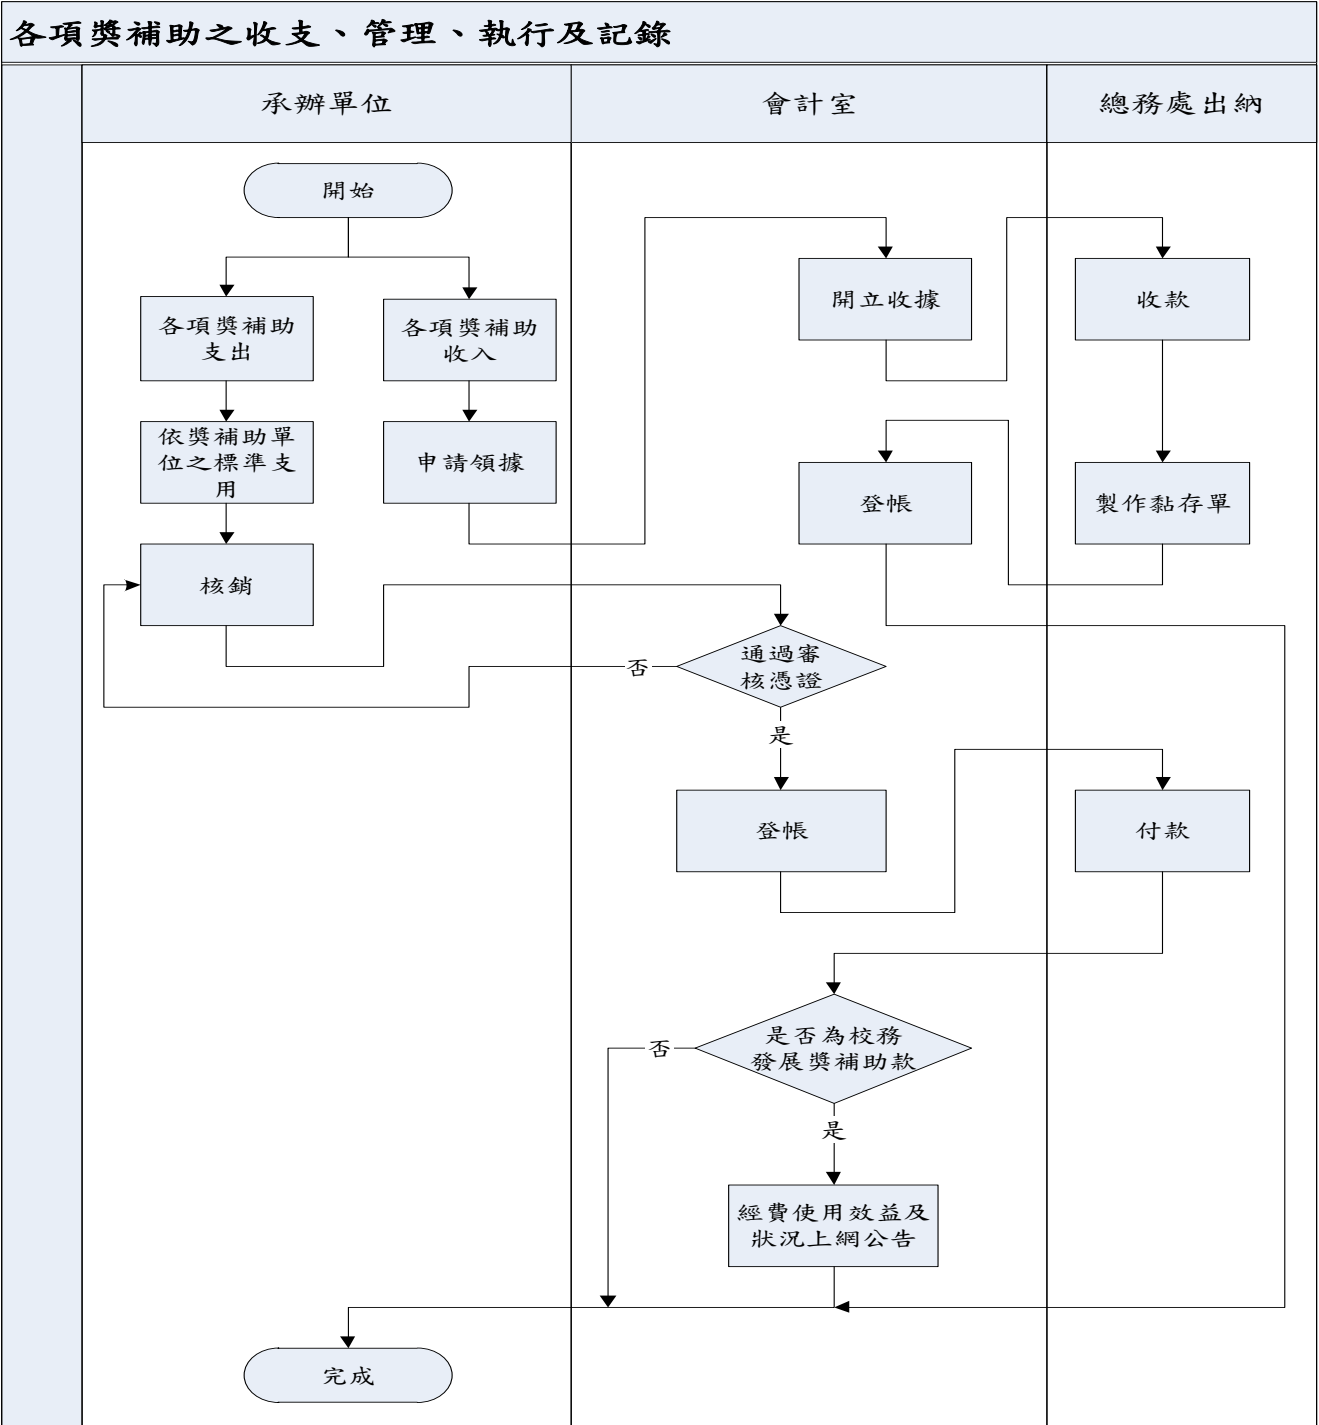 各項獎補助之收支、管理、執行及記錄
承辦單位
會計室
總務處出納
開始
各項獎補助
支出
各項獎補助
收入
開立收據
收款
依獎補助單
位之標準支
用
申請領據
登帳
製作黏存單
核銷
通過審
核憑證
否
是
登帳
付款
是否為校務
發展獎補助款
否
是
經費使用效益及
狀況上網公告
完成